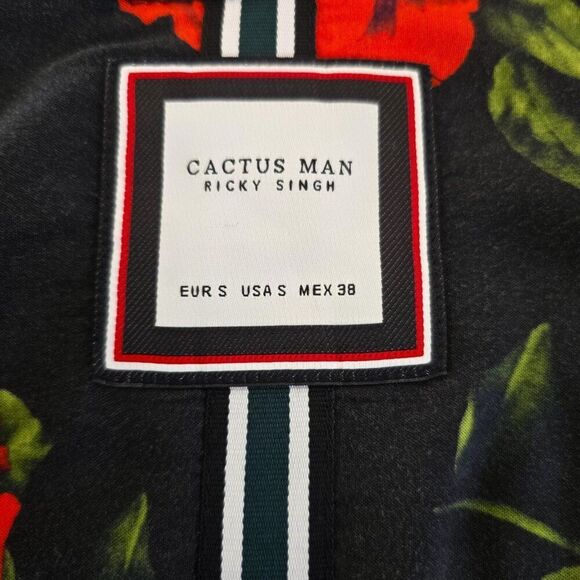 CACTUS MAN
RICKY SINGH
EUR S USA S MEX 38